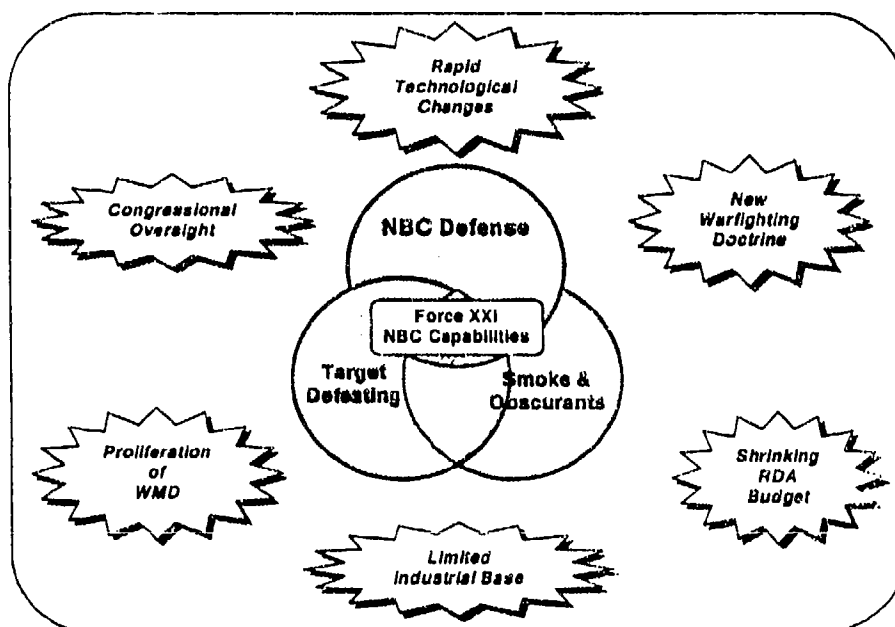 Rapid
Technological
Changes
Congressional
Oversight
New
Warfighting
Doctrine
NBC Defense
Force XXI
NBC Capabilities
Target
Defeating
Smoke &
Obscurants
Proliferation
of
WMD
Shrinking
RDA
Budget
Limited
Industrial Base